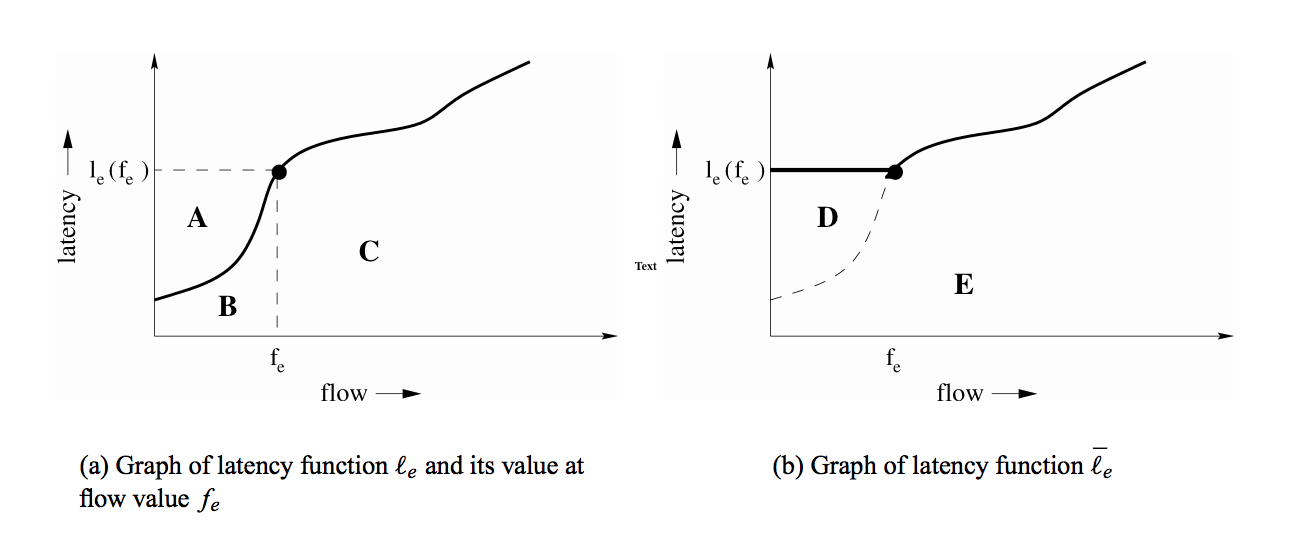 l_e(f_e)
latency
A
B
C
f_e
flow
(a) Graph of latency function ℓ_e and its value at
flow value f_e
Text
l_e(f_e)
latency
D
E
f_e
flow
(b) Graph of latency function ℓ̄_e